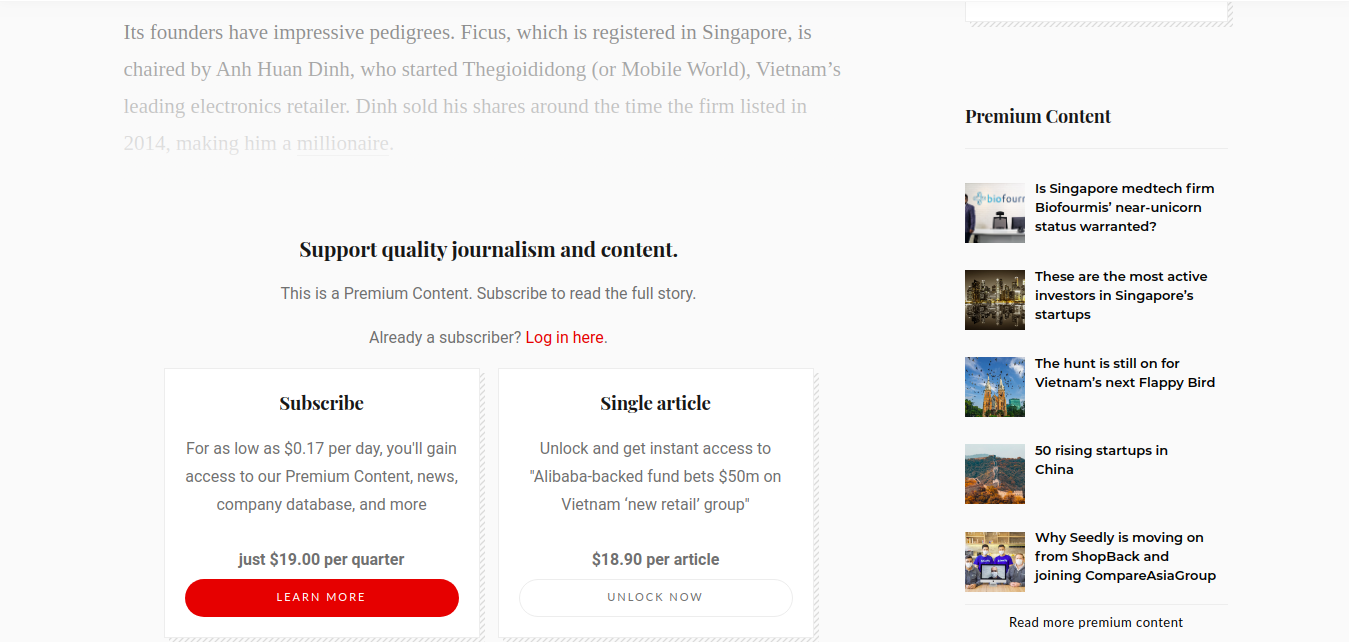 Its founders have impressive pedigrees. Ficus, which is registered in Singapore, is
chaired by Anh Huan Dinh, who started Thegioididong (or Mobile World), Vietnam’s
leading electronics retailer. Dinh sold his shares around the time the firm listed in
2014, making him a millionaire.
Support quality journalism and content.
This is a Premium Content. Subscribe to read the full story.
Already a subscriber? Log in here.
Subscribe
For as low as $0.17 per day, you'll gain
access to our Premium Content, news,
company database, and more
just $19.00 per quarter
LEARN MORE
Single article
Unlock and get instant access to
"Alibaba-backed fund bets $50m on
Vietnam ‘new retail’ group"
$18.90 per article
UNLOCK NOW
Premium Content
biofourm
Is Singapore medtech firm
Biofourmis’ near-unicorn
status warranted?
These are the most active
investors in Singapore’s
startups
The hunt is still on for
Vietnam’s next Flappy Bird
50 rising startups in
China
Why Seedly is moving on
from ShopBack and
joining CompareAsiaGroup
Read more premium content